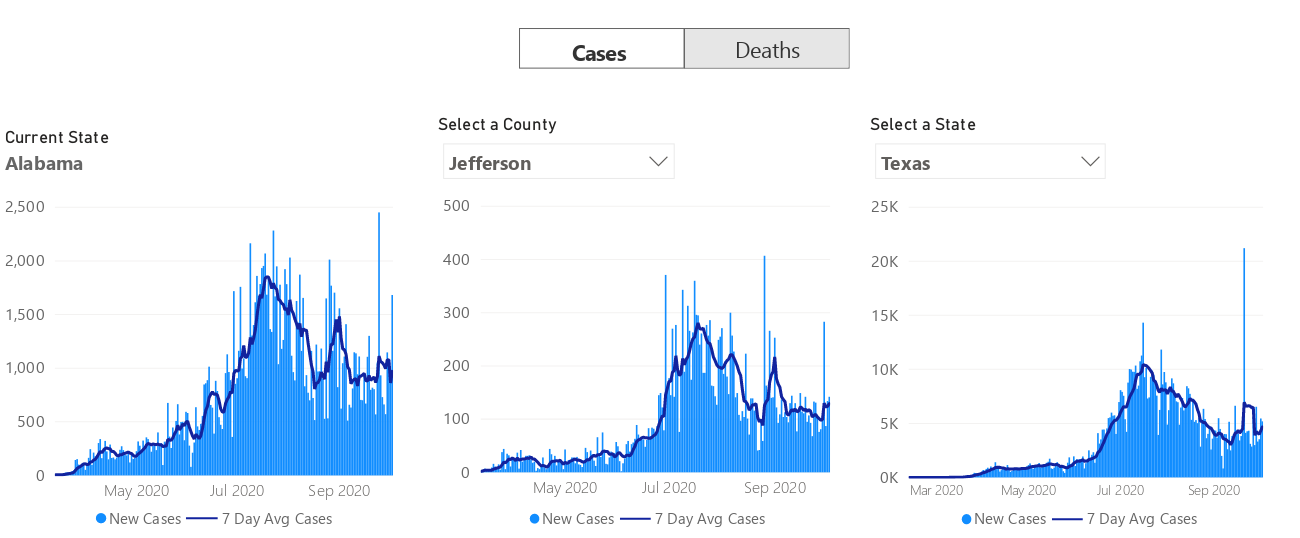 Cases Deaths
Current State
Alabama
Select a County
Jefferson
Select a State
Texas
2,500
2,000
1,500
1,000
500
0
May 2020 Jul 2020 Sep 2020
New Cases 7 Day Avg Cases
500
400
300
200
100
0
May 2020 Jul 2020 Sep 2020
New Cases 7 Day Avg Cases
25K
20K
15K
10K
5K
0K
Mar 2020 May 2020 Jul 2020 Sep 2020
New Cases 7 Day Avg Cases